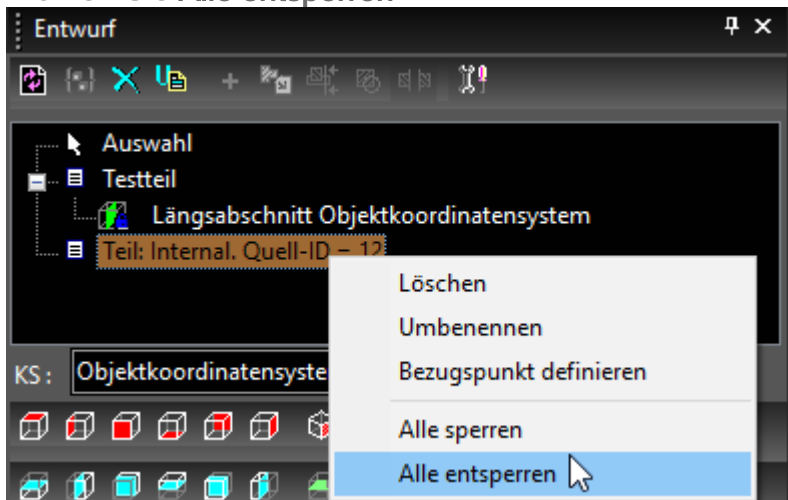 Entwurf
Auswahl
Testteil
Längsabschnitt Objektkoordinatensystem
Teil: Internal. Quell-ID = 12
Löschen
Umbenennen
KS: Objektkoordinatensyste
Bezugspunkt definieren
Alle sperren
Alle entsperren